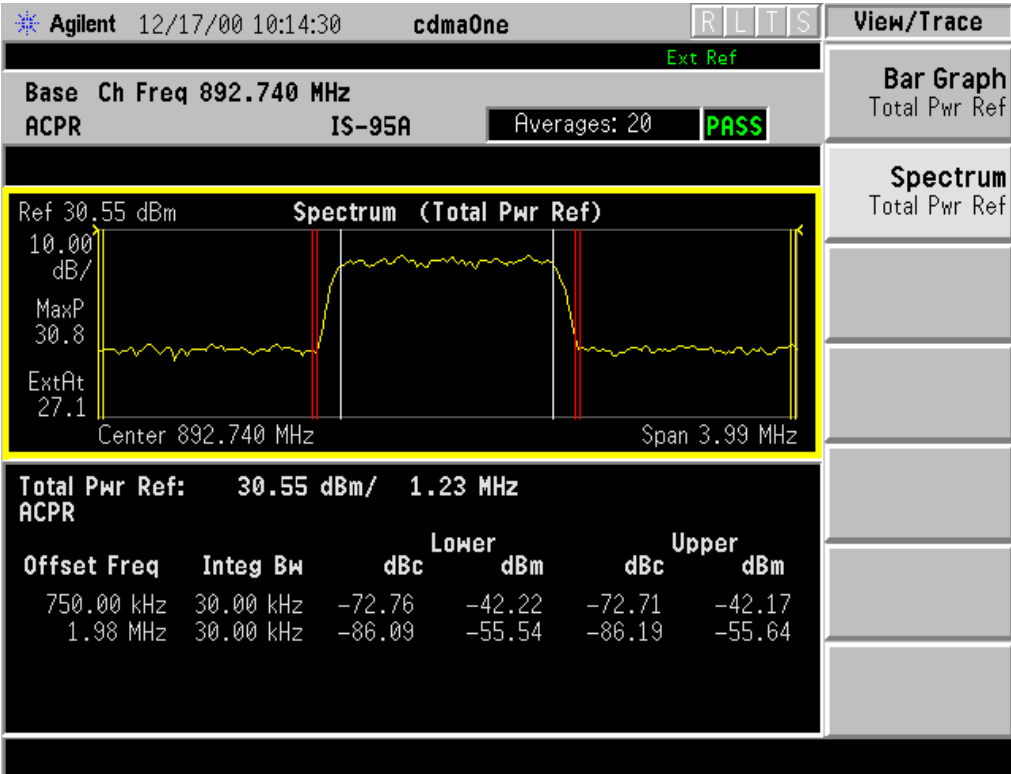 Agilent 12/17/00 10:14:30 cdmaOne R L T S View/Trace
Ext Ref
Base Ch Freq 892.740 MHz
ACPR IS-95A Averages: 20 PASS
Bar Graph
Total Pwr Ref
Spectrum
Total Pwr Ref
Ref 30.55 dBm Spectrum (Total Pwr Ref)
10.00
dB/
MaxP
30.8
ExtAt
27.1
Center 892.740 MHz Span 3.99 MHz
Total Pwr Ref: 30.55 dBm/ 1.23 MHz
ACPR
Lower Upper
Offset Freq Integ Bw dBc dBm dBc dBm
750.00 kHz 30.00 kHz -72.76 -42.22 -72.71 -42.17
1.98 MHz 30.00 kHz -86.09 -55.54 -86.19 -55.64